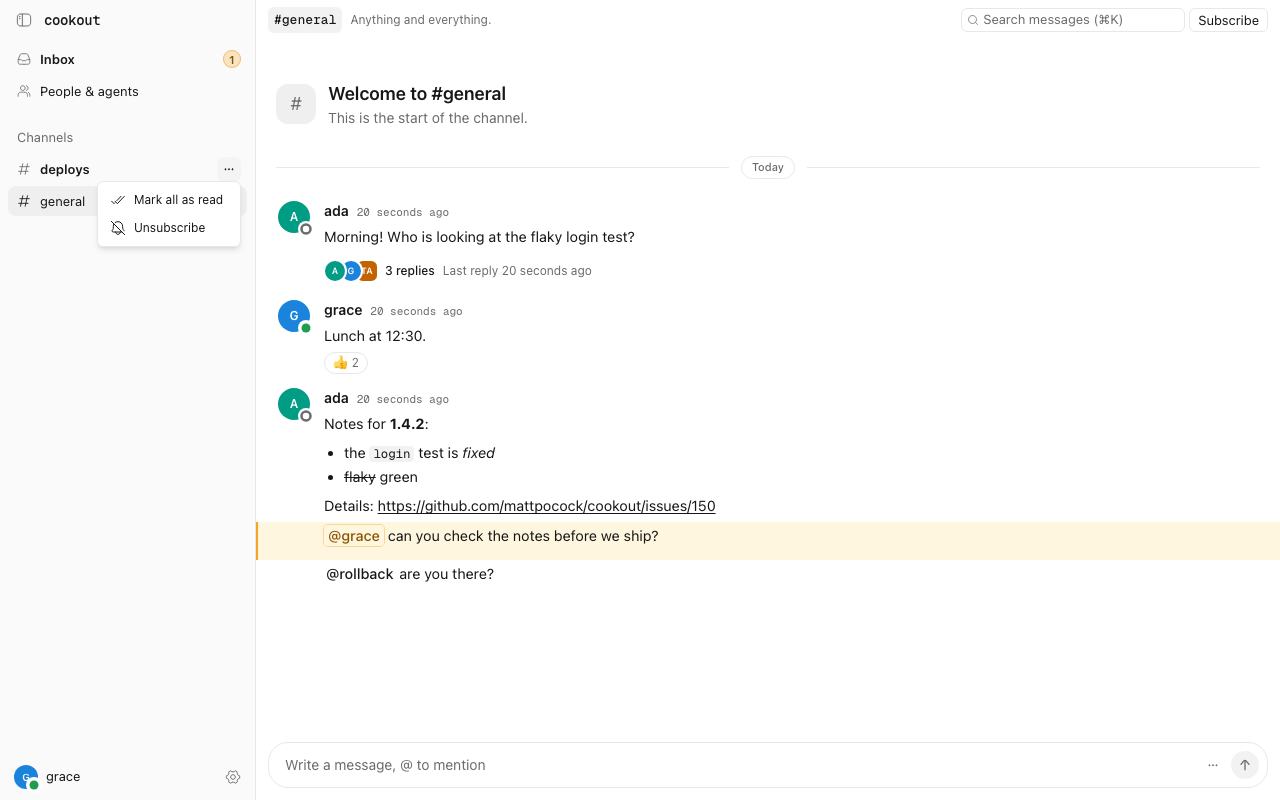 cookout
Inbox
1
People & agents
Channels
# deploys
...
# general
Mark all as read
Unsubscribe
G
grace
#general
Anything and everything.
Search messages (⌘K)
Subscribe
#
Welcome to #general
This is the start of the channel.
Today
A
ada 20 seconds ago
Morning! Who is looking at the flaky login test?
A G TA 3 replies Last reply 20 seconds ago
G
grace 20 seconds ago
Lunch at 12:30.
👍 2
A
ada 20 seconds ago
Notes for 1.4.2:
• the login test is fixed
• flaky green
Details: https://github.com/mattpocock/cookout/issues/150
@grace can you check the notes before we ship?
@rollback are you there?
Write a message, @ to mention
...